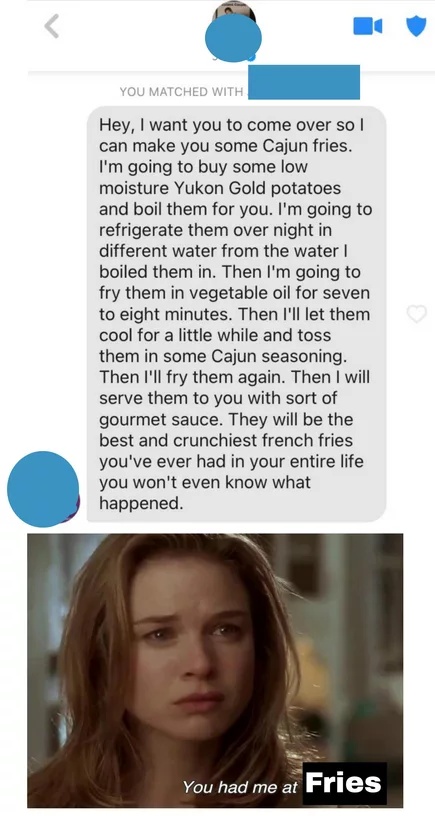 YOU MATCHED WITH
Hey, I want you to come over so I
can make you some Cajun fries.
I'm going to buy some low
moisture Yukon Gold potatoes
and boil them for you. I'm going to
refrigerate them over night in
different water from the water I
boiled them in. Then I'm going to
fry them in vegetable oil for seven
to eight minutes. Then I'll let them
cool for a little while and toss
them in some Cajun seasoning.
Then I'll fry them again. Then I will
serve them to you with sort of
gourmet sauce. They will be the
best and crunchiest french fries
you've ever had in your entire life
you won't even know what
happened.
You had me at Fries